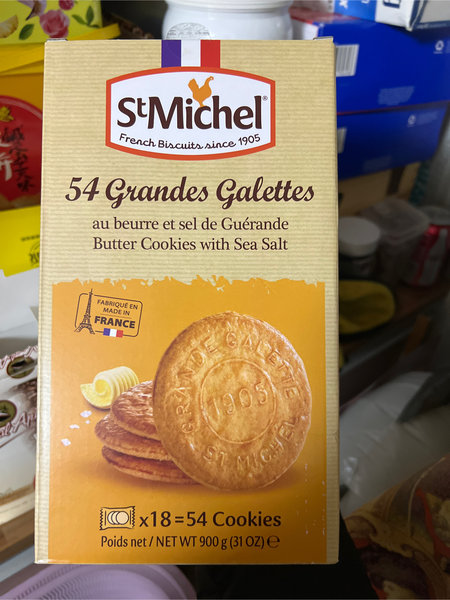 St Michel®
French Biscuits since 1905
54 Grandes Galettes
au beurre et sel de Guérande
Butter Cookies with Sea Salt
FABRIQUÉ EN
MADE IN
FRANCE
GRANDE GALETTE
1905
ST MICHEL
x18=54 Cookies
Poids net / NET WT 900 g (31 OZ) e